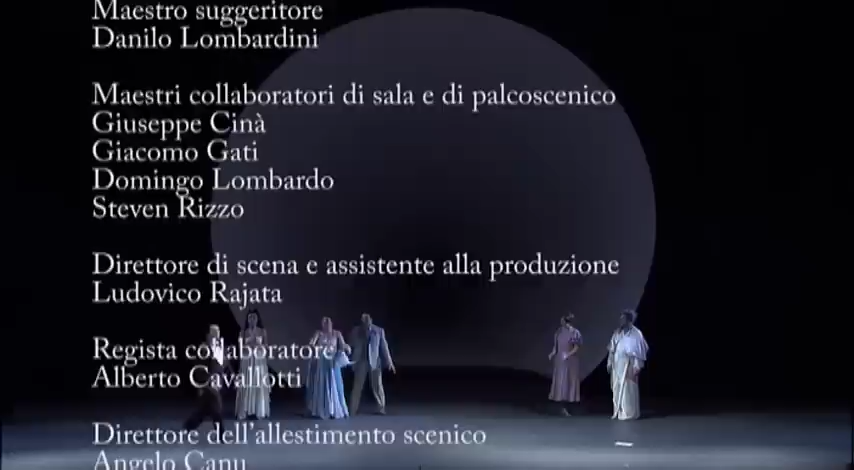 Maestro suggeritore
Danilo Lombardini
Maestri collaboratori di sala e di palcoscenico
Giuseppe Cinà
Giacomo Gati
Domingo Lombardo
Steven Rizzo
Direttore di scena e assistente alla produzione
Ludovico Rajata
Regista collaboratore
Alberto Cavallotti
Direttore dell'allestimento scenico
Angelo Canu